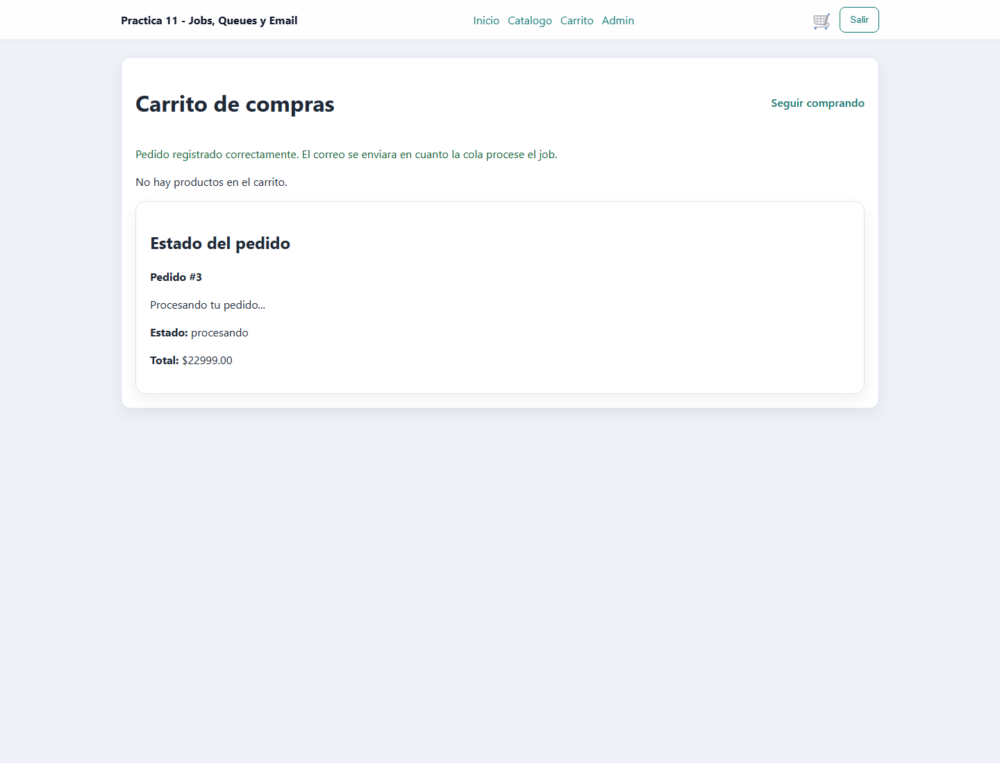 Practica 11 - Jobs, Queues y Email
Inicio Catalogo Carrito Admin
Salir
Carrito de compras
Seguir comprando
Pedido registrado correctamente. El correo se enviara en cuanto la cola procese el job.
No hay productos en el carrito.
Estado del pedido
Pedido #3
Procesando tu pedido...
Estado: procesando
Total: $22999.00